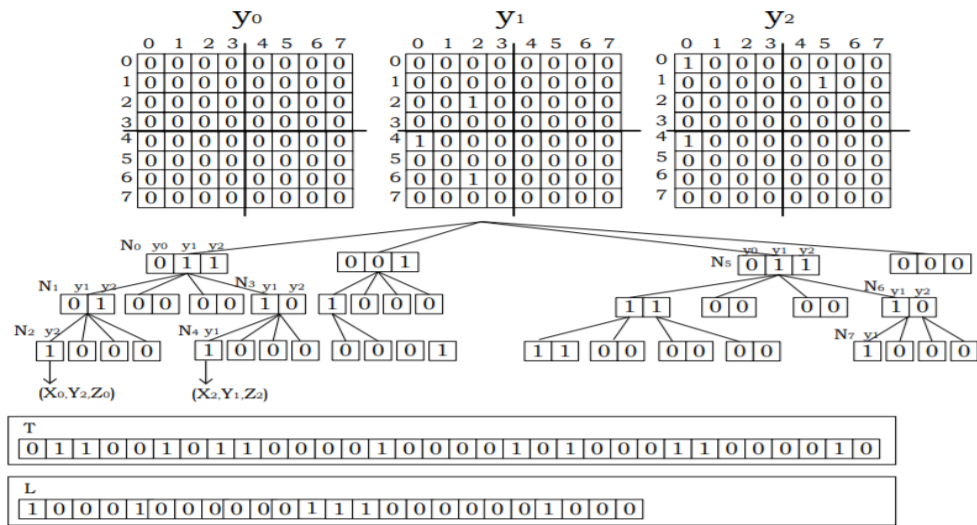 y₀ y₁ y₂
0 1 2 3 4 5 6 7 0 1 2 3 4 5 6 7 0 1 2 3 4 5 6 7
0 0 0 0 0 0 0 0 0 0 0 0 0 0 0 0 0 0 1 0 0 0 0 0 0 0
1 0 0 0 0 0 0 0 0 0 0 0 0 0 0 0 0 1 0 0 0 0 0 1 0 0
2 0 0 0 0 0 0 0 0 2 0 0 1 0 0 0 0 0 2 0 0 0 0 0 0 0 0
3 0 0 0 0 0 0 0 0 3 0 0 0 0 0 0 0 0 3 0 0 0 0 0 0 0 0
4 0 0 0 0 0 0 0 0 4 1 0 0 0 0 0 0 0 4 1 0 0 0 0 0 0 0
5 0 0 0 0 0 0 0 0 5 0 0 0 0 0 0 0 0 5 0 0 0 0 0 0 0 0
6 0 0 0 0 0 0 0 0 6 0 0 1 0 0 0 0 0 6 0 0 0 0 0 0 0 0
7 0 0 0 0 0 0 0 0 7 0 0 0 0 0 0 0 0 7 0 0 0 0 0 0 0 0
N₀ y₀ y₁ y₂ y₀ y₁ y₂
0 1 1 0 0 1 N₅ 0 1 1 0 0 0
N₁ y₁ y₂ N₃ y₁ y₂ N₆ y₁ y₂
0 1 0 0 0 0 1 0 1 0 0 0 1 1 0 0 0 0 1 0
N₂ y₂ N₄ y₁ N₇ y₁
1 0 0 0 1 0 0 0 0 0 0 1 1 1 0 0 0 0 0 0 1 0 0 0
(X₀,Y₂,Z₀) (X₂,Y₁,Z₂)
T
0 1 1 0 0 1 0 1 1 0 0 0 0 1 0 0 0 0 1 0 1 0 0 0 1 1 0 0 0 0 1 0
L
1 0 0 0 1 0 0 0 0 0 0 1 1 1 0 0 0 0 0 0 1 0 0 0